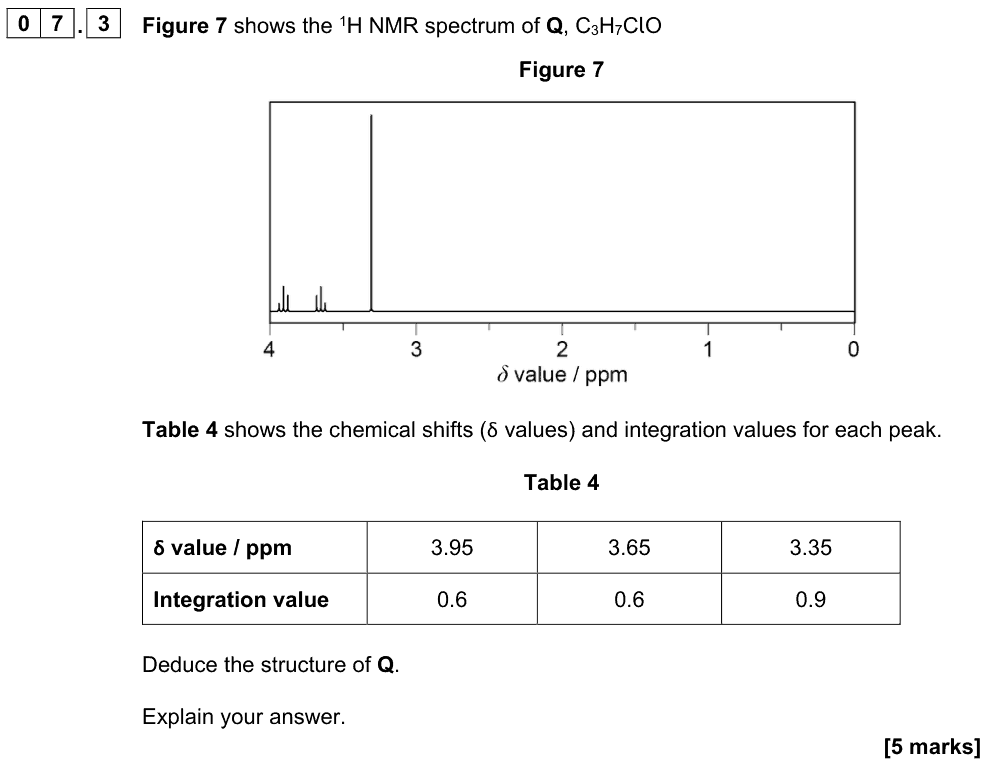 0 7 . 3 Figure 7 shows the ¹H NMR spectrum of Q, C₃H₇ClO
Figure 7
4 3 2 1 0
δ value / ppm
Table 4 shows the chemical shifts (δ values) and integration values for each peak.
Table 4
δ value / ppm 3.95 3.65 3.35
Integration value 0.6 0.6 0.9
Deduce the structure of Q.
Explain your answer.
[5 marks]